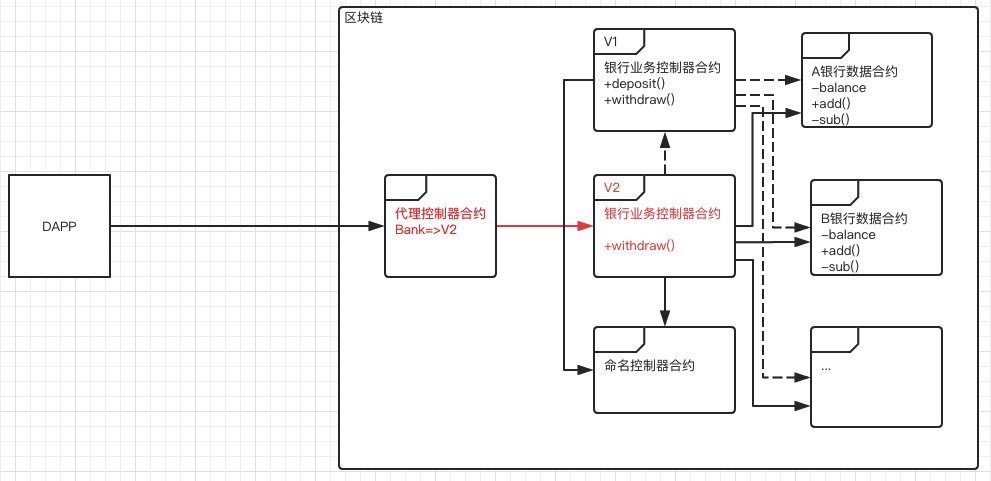 区块链
DAPP
代理控制器合约
Bank=>V2
V1
银行业务控制器合约
+deposit()
+withdraw()
V2
银行业务控制器合约
+withdraw()
命名控制器合约
A银行数据合约
-balance
+add()
-sub()
B银行数据合约
-balance
+add()
-sub()
...